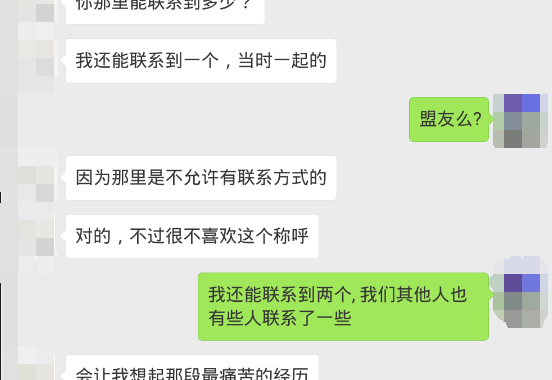 你那里能联系到多少？
我还能联系到一个，当时一起的
盟友么?
因为那里是不允许有联系方式的
对的，不过很不喜欢这个称呼
我还能联系到两个,我们其他人也
有些人联系了一些
会让我想起那段最痛苦的经历